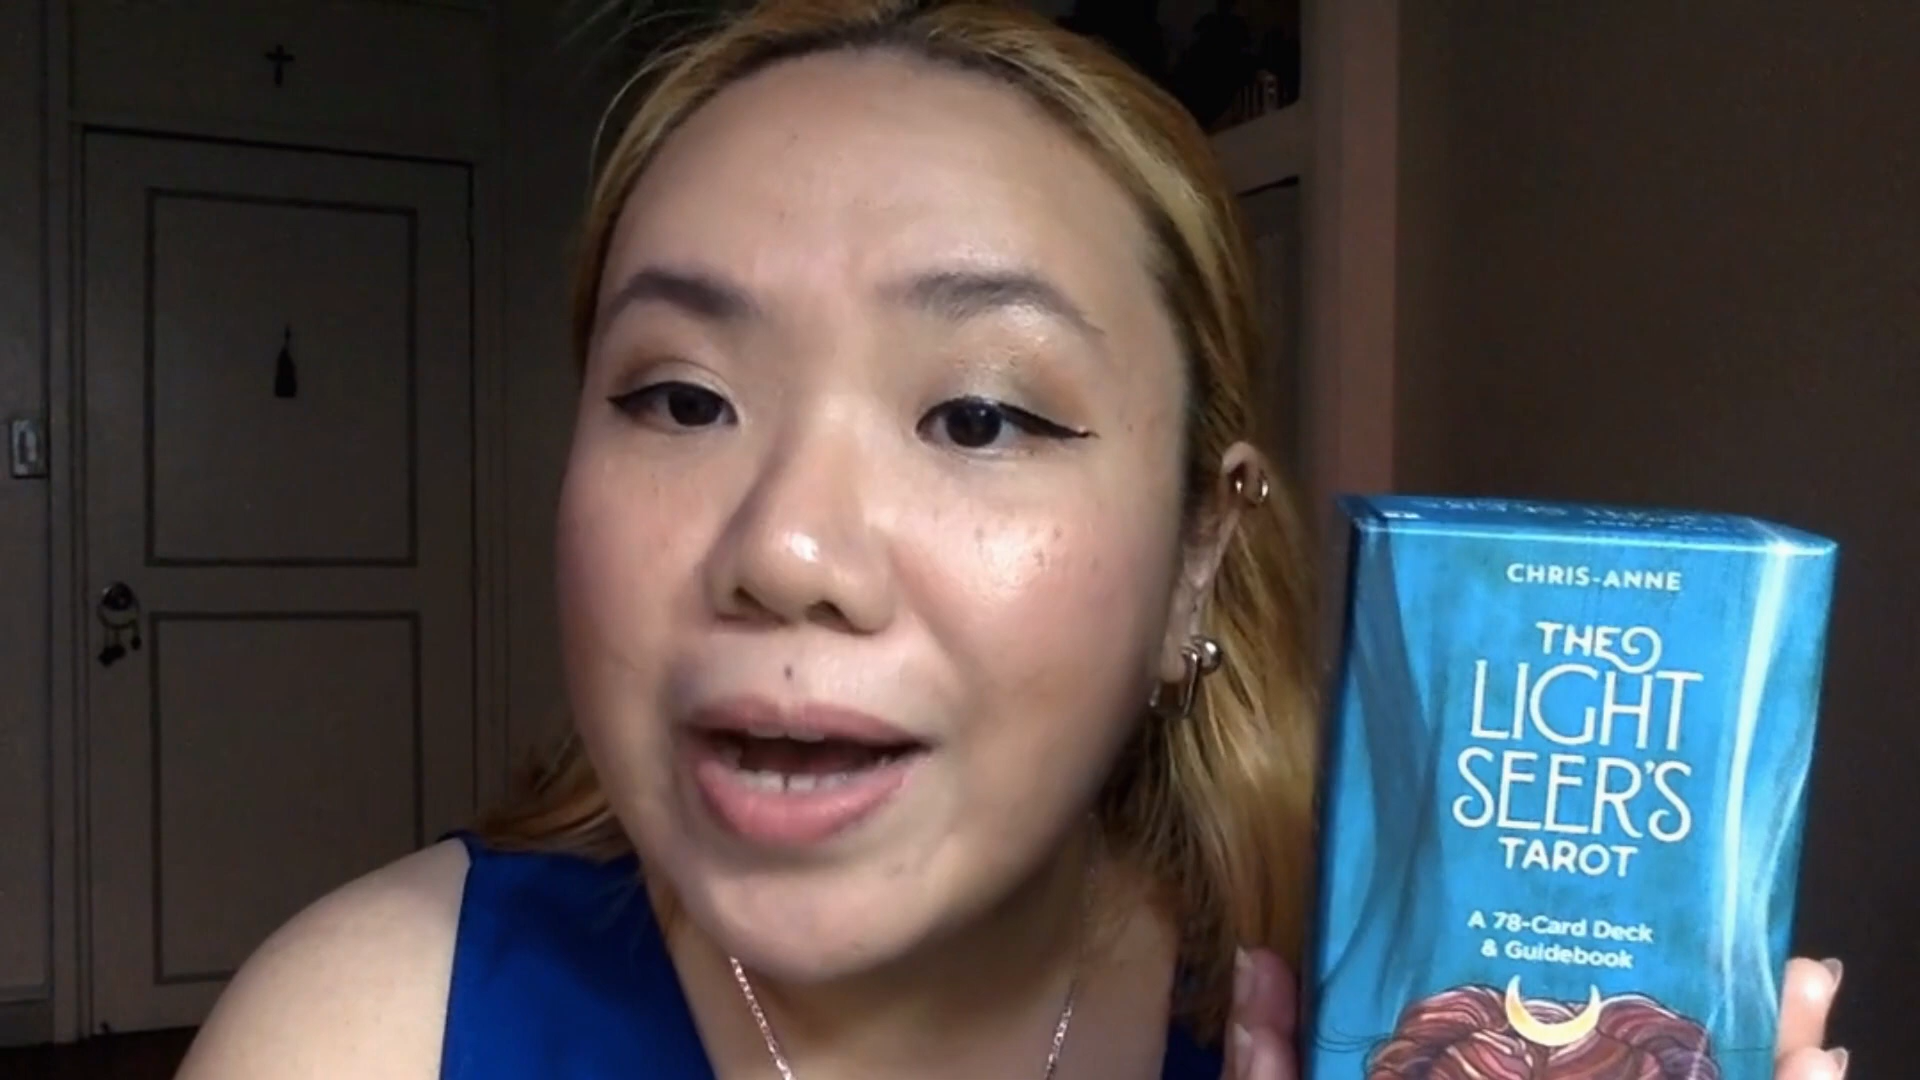 CHRIS-ANNE
THE
LIGHT
SEER'S
TAROT
A 78-Card Deck
& Guidebook